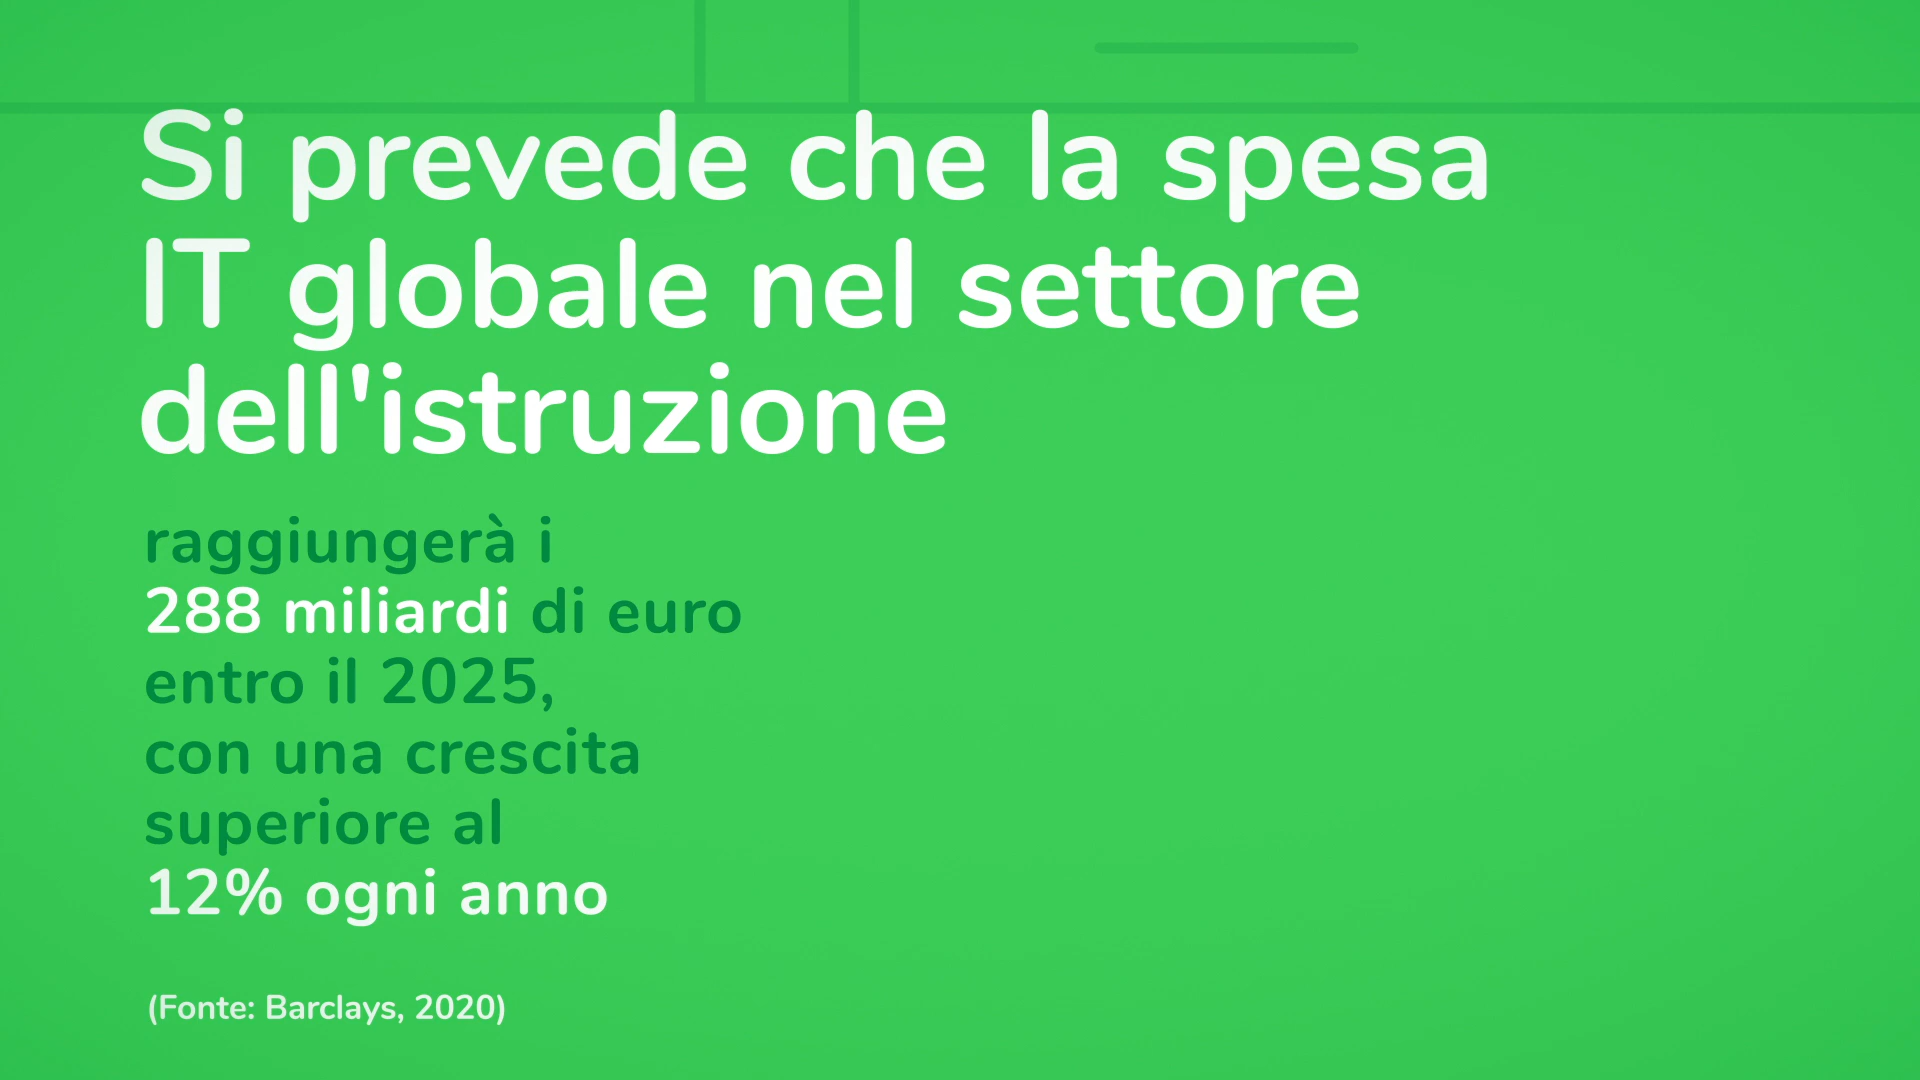 Si prevede che la spesa
IT globale nel settore
dell'istruzione
raggiungerà i
288 miliardi di euro
entro il 2025,
con una crescita
superiore al
12% ogni anno
(Fonte: Barclays, 2020)